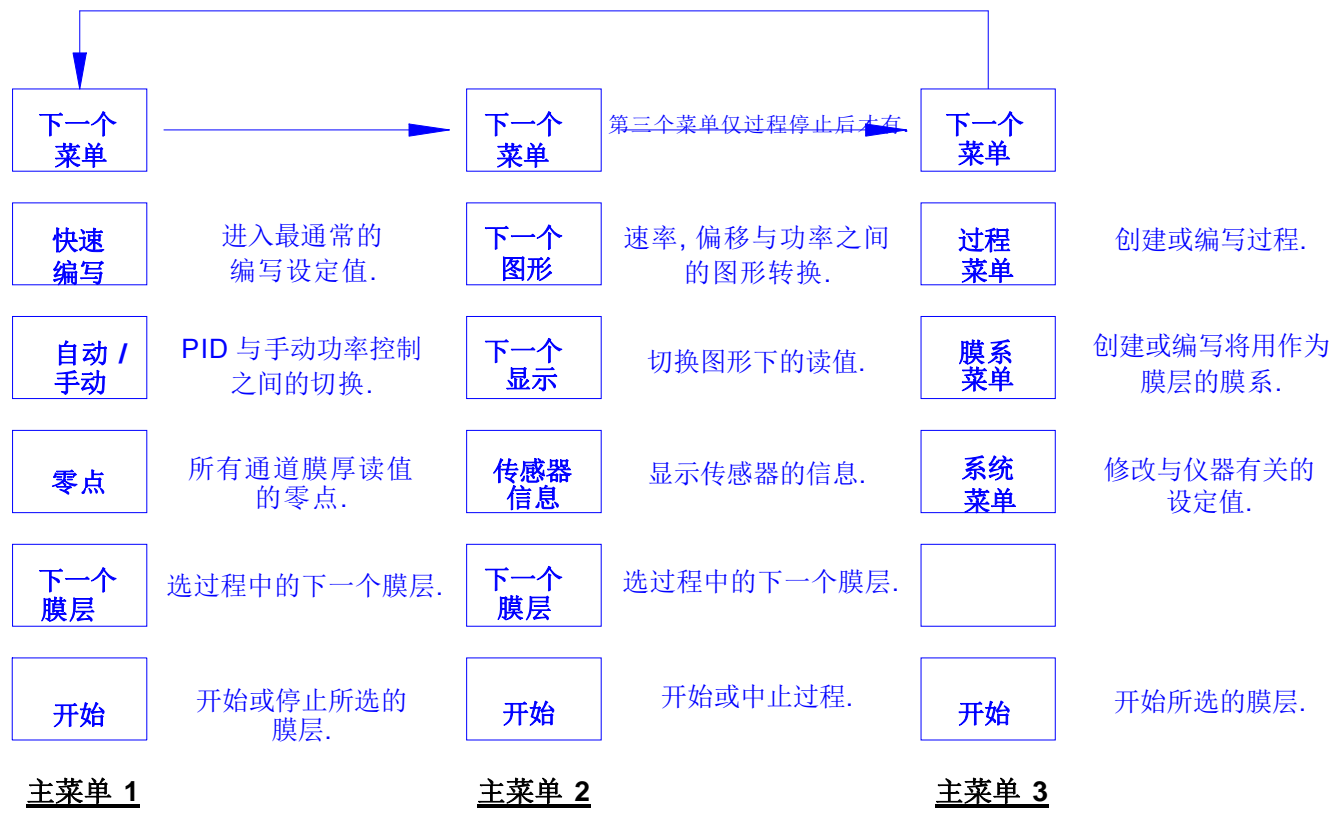 下一个
菜单
下一个
菜单
第三个菜单仅过程停止后才有
下一个
菜单
快速
编写
进入最通常的
编写设定值.
下一个
图形
速率, 偏移与功率之间
的图形转换.
过程
菜单
创建或编写过程.
自动 /
手动
PID 与手动功率控制
之间的切换.
下一个
显示
切换图形下的读值.
膜系
菜单
创建或编写将用作为
膜层的膜系.
零点
所有通道膜厚读值
的零点.
传感器
信息
显示传感器的信息.
系统
菜单
修改与仪器有关的
设定值.
下一个
膜层
选过程中的下一个膜层.
下一个
膜层
选过程中的下一个膜层.
开始
开始或停止所选的
膜层.
开始
开始或中止过程.
开始
开始所选的膜层.
主菜单 1
主菜单 2
主菜单 3